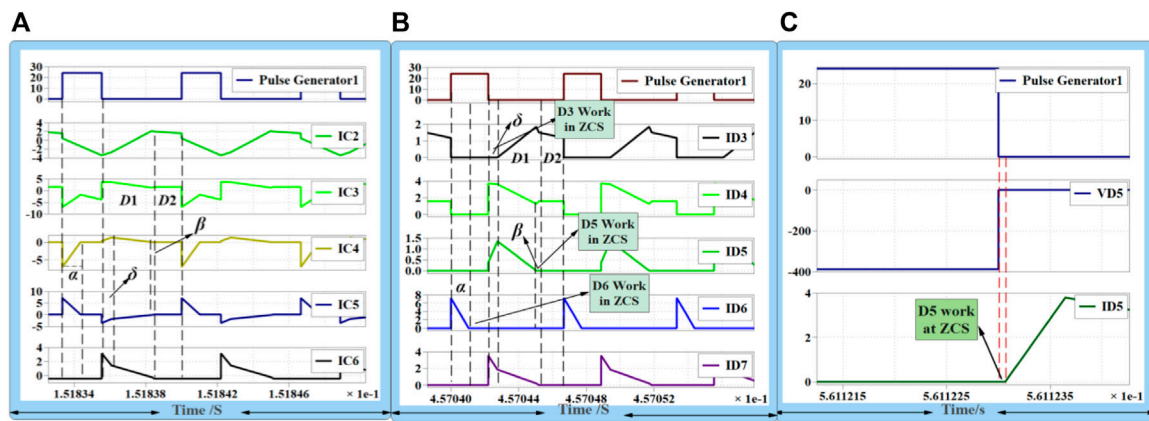 A
B
C
30
20
10
0
Pulse Generator1
4
2
0
-2
-4
IC2
5
0
-5
-10
IC3
D1
D2
0
-5
IC4
α
δ
β
10
5
0
-5
IC5
4
2
0
IC6
1.51834
1.51838
1.51842
1.51846
× 1e-1
Time /S
30
20
10
0
Pulse Generator1
D3 Work
in ZCS
2
1
0
ID3
δ
D1
D2
4
2
0
ID4
1.5
1.0
0.5
0.0
ID5
β
D5 Work
in ZCS
8
4
0
ID6
α
D6 Work
in ZCS
4
2
0
ID7
4.57040
4.57044
4.57048
4.57052
× 1e-1
Time /S
20
10
0
Pulse Generator1
0
-200
-400
VD5
4
2
0
ID5
D5 work
at ZCS
5.611215
5.611225
5.611235
× 1e-1
Time/s